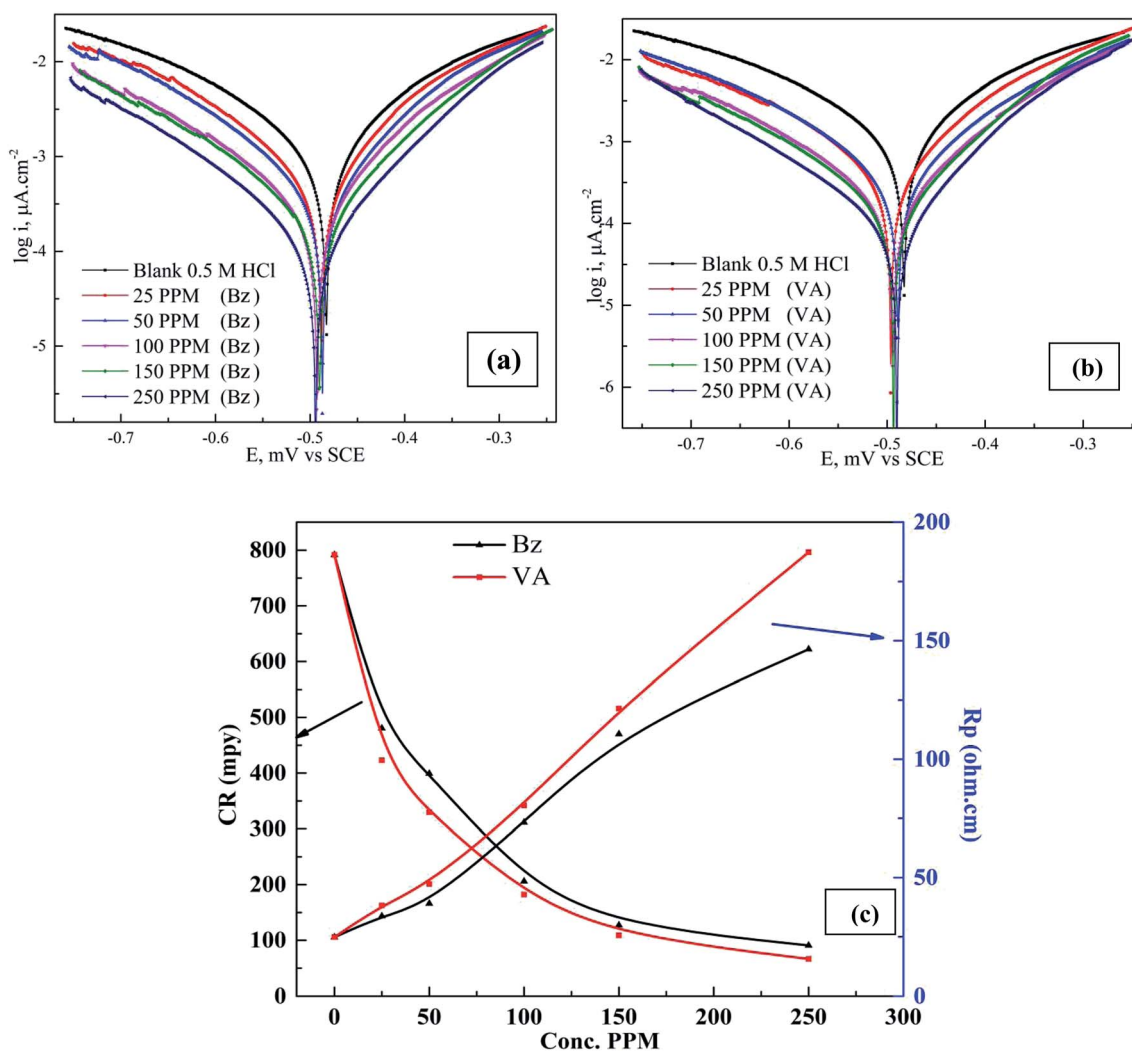 -2
-3
-4
-5
log i, µA.cm-2
Blank 0.5 M HCl
25 PPM (Bz)
50 PPM (Bz)
100 PPM (Bz)
150 PPM (Bz)
250 PPM (Bz)
(a)
-0.7 -0.6 -0.5 -0.4 -0.3
E, mV vs SCE
-2
-3
-4
-5
-6
log i, µA.cm-2
Blank 0.5 M HCl
25 PPM (VA)
50 PPM (VA)
100 PPM (VA)
150 PPM (VA)
250 PPM (VA)
(b)
-0.7 -0.6 -0.5 -0.4 -0.3
E, mV vs SCE
800
700
600
500
400
300
200
100
0
CR (mpy)
Bz
VA
200
150
100
50
0
Rp (ohm.cm)
(c)
0 50 100 150 200 250 300
Conc. PPM